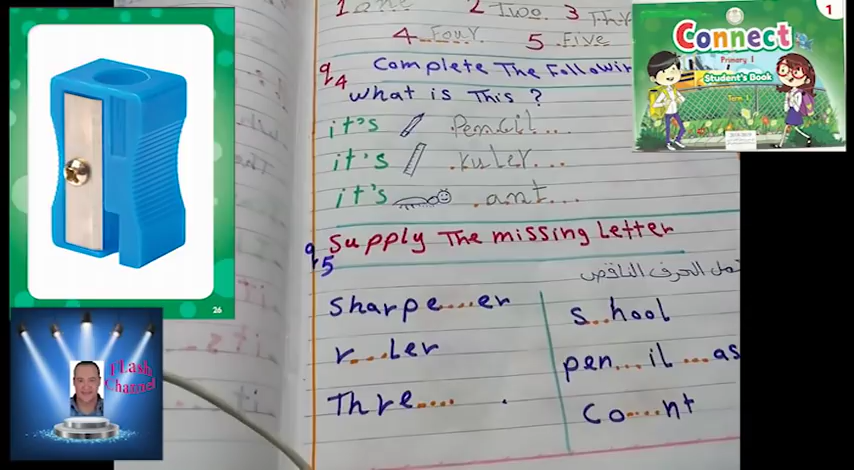 1 one 2 Two. 3 Thr
4 ..Four.. 5 .Five
q4 Complete The Followin
What is This ?
it's Pencil...
it's .ruler...
it's .ant...
q5 Supply The missing Letter
الحرف الناقص
Sharpe....er
s...hool
r....ler
pen...il ...as
Thre....
Co....nt
Connect
1
Primary 1
Student's Book
Term 1
26
FLash
Channel